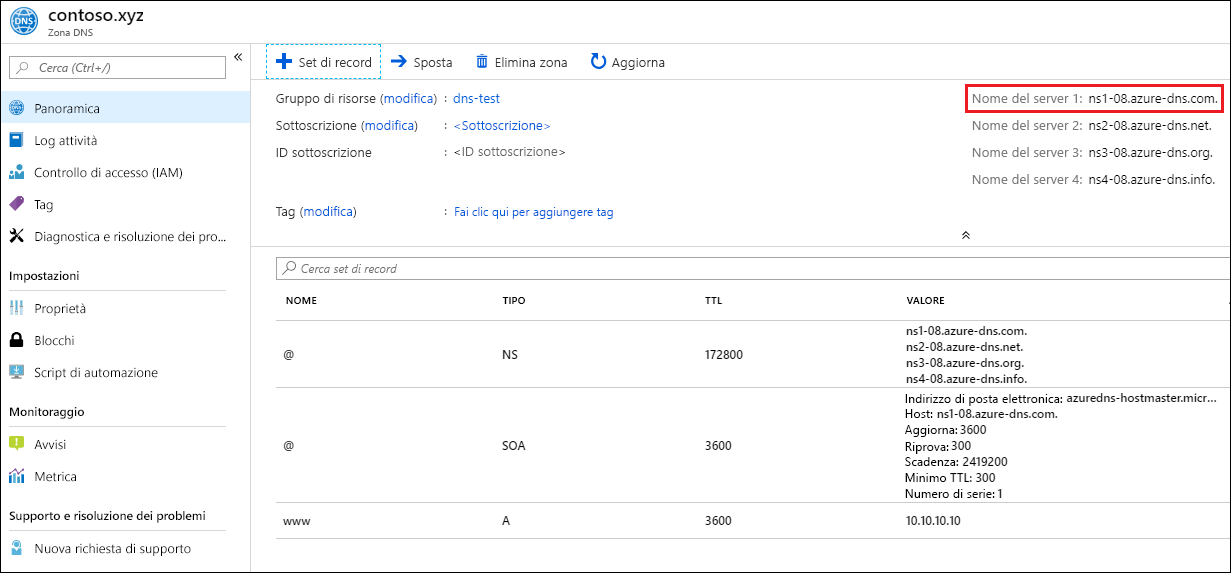 contoso.xyz
DNS
Zona DNS
«
Cerca (Ctrl+/)
Panoramica
Log attività
Controllo di accesso (IAM)
Tag
Diagnostica e risoluzione dei pro...
Impostazioni
Proprietà
Blocchi
Script di automazione
Monitoraggio
Avvisi
Metrica
Supporto e risoluzione dei problemi
Nuova richiesta di supporto
Set di record Sposta Elimina zona Aggiorna
Gruppo di risorse (modifica) : dns-test
Sottoscrizione (modifica) : <Sottoscrizione>
ID sottoscrizione : <ID sottoscrizione>
Tag (modifica) : Fai clic qui per aggiungere tag
Nome del server 1: ns1-08.azure-dns.com.
Nome del server 2: ns2-08.azure-dns.net.
Nome del server 3: ns3-08.azure-dns.org.
Nome del server 4: ns4-08.azure-dns.info.
Cerca set di record
NOME TIPO TTL VALORE
@ NS 172800
ns1-08.azure-dns.com.
ns2-08.azure-dns.net.
ns3-08.azure-dns.org.
ns4-08.azure-dns.info.
@ SOA 3600
Indirizzo di posta elettronica: azuredns-hostmaster.micr...
Host: ns1-08.azure-dns.com.
Aggiorna: 3600
Riprova: 300
Scadenza: 2419200
Minimo TTL: 300
Numero di serie: 1
www A 3600 10.10.10.10